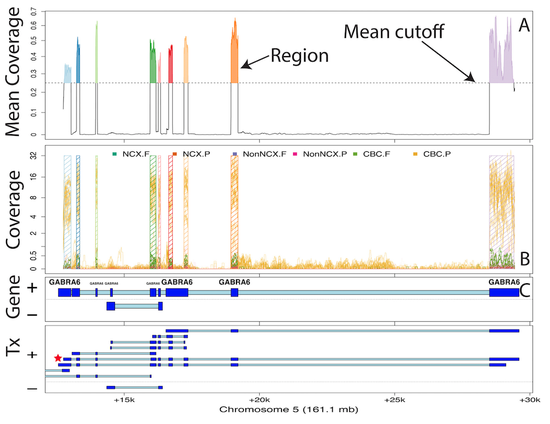 Mean Coverage
0.7
0.6
0.5
0.4
0.3
0.2
0.1
0
A
Region
Mean cutoff
Coverage
32
16
8
4
2
0.5
0
NCX.F NCX.P NonNCX.F NonNCX.P CBC.F CBC.P
B
Gene
+
−
GABRA6 GABRA6 GABRA6 GABRA6 GABRA6 GABRA6 GABRA6
C
Tx
+
−
+15k +20k +25k +30k
Chromosome 5 (161.1 mb)